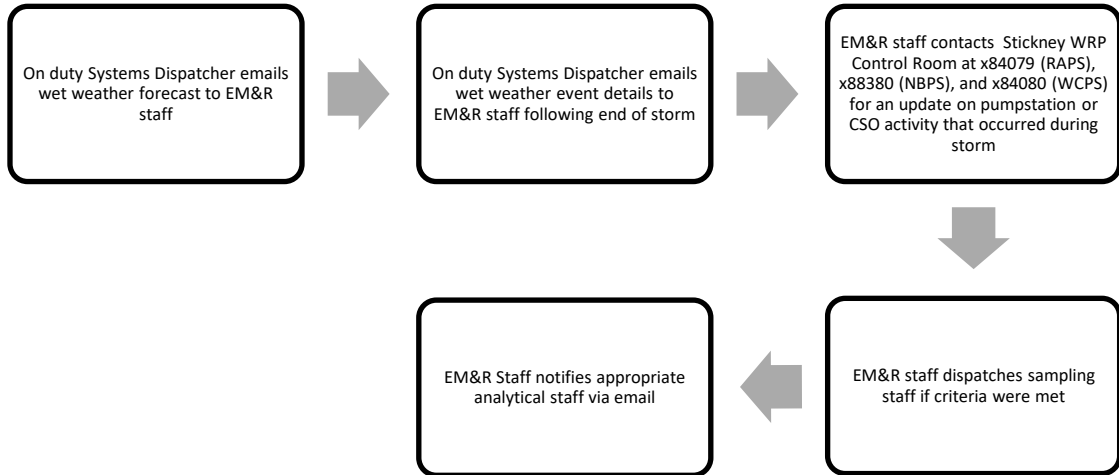 On duty Systems Dispatcher emails
wet weather forecast to EM&R
staff
On duty Systems Dispatcher emails
wet weather event details to
EM&R staff following end of storm
EM&R staff contacts  Stickney WRP
Control Room at x84079 (RAPS),
x88380 (NBPS), and x84080 (WCPS)
for an update on pumpstation or
CSO activity that occurred during
storm
EM&R staff dispatches sampling
staff if criteria were met
EM&R Staff notifies appropriate
analytical staff via email